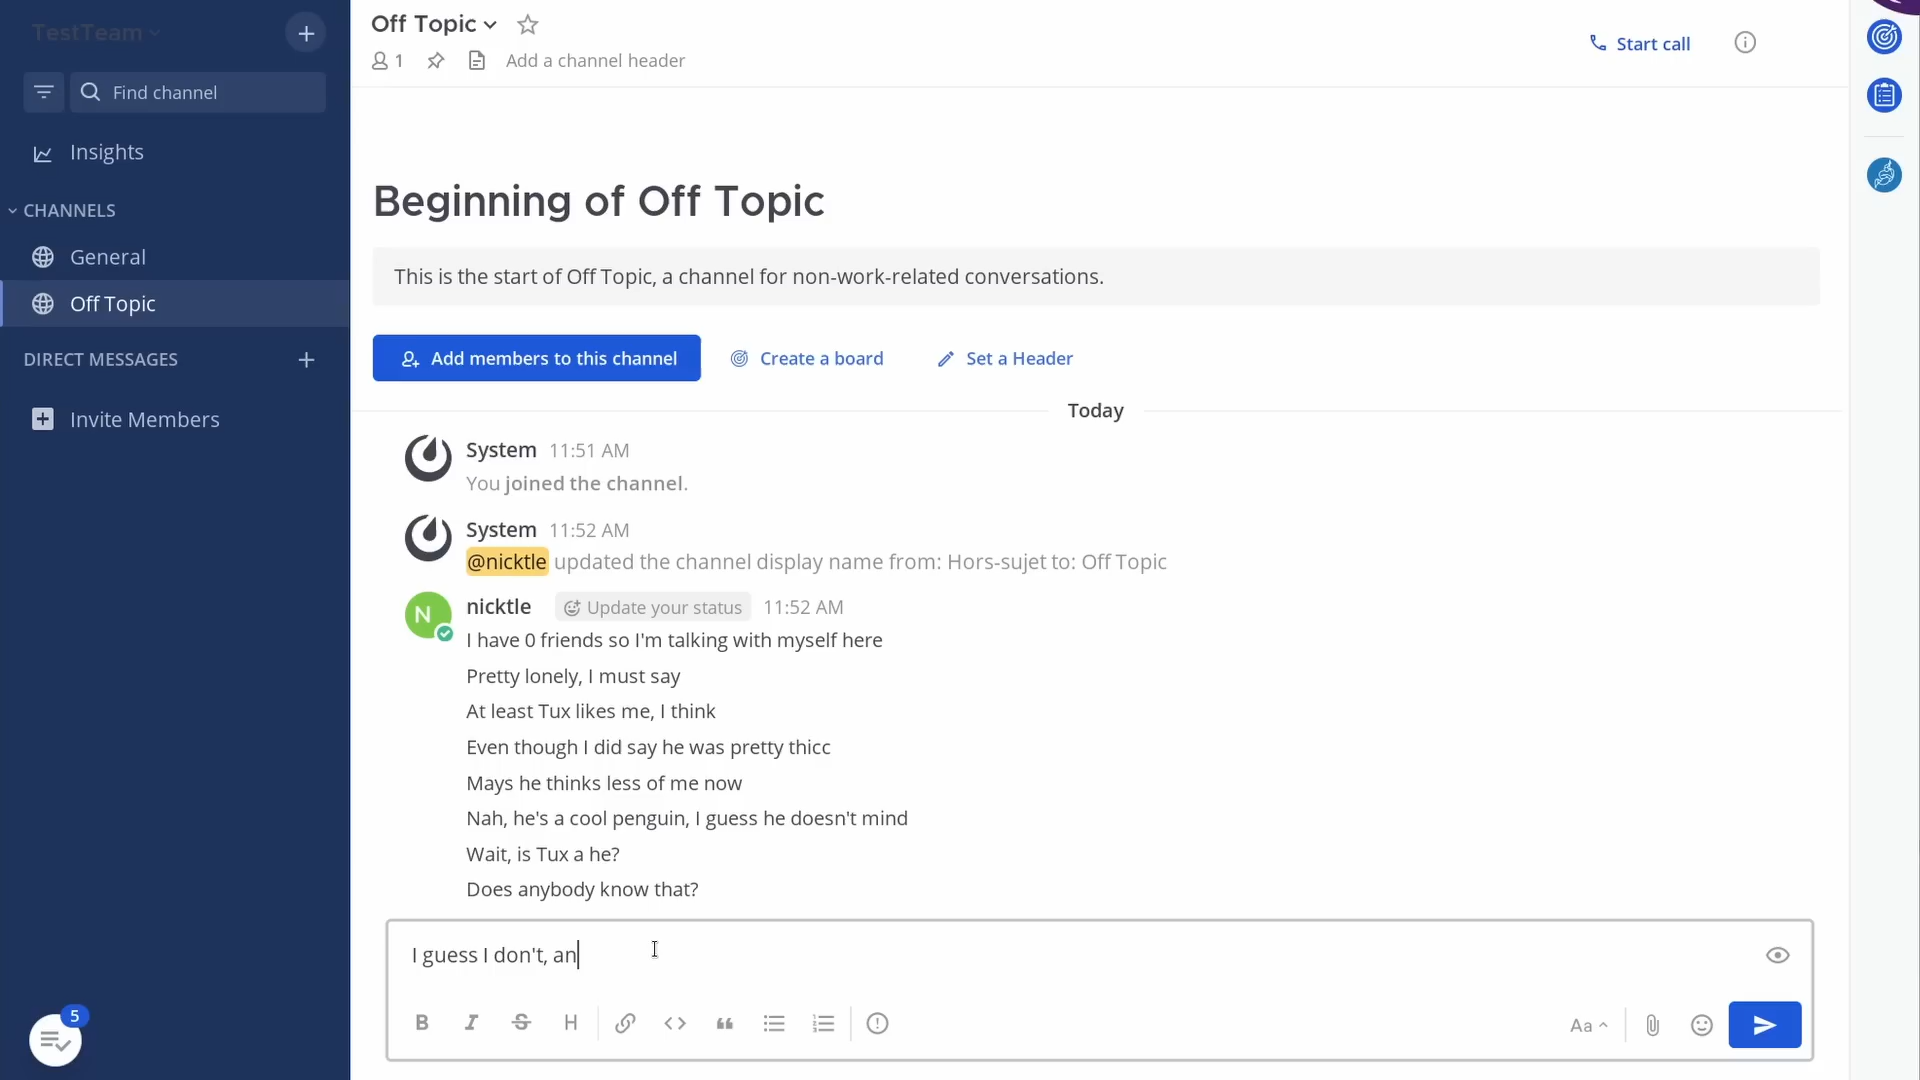 TestTeam
Find channel
Insights
CHANNELS
General
Off Topic
DIRECT MESSAGES
Invite Members
5
Off Topic
1
Add a channel header
Start call
Beginning of Off Topic
This is the start of Off Topic, a channel for non-work-related conversations.
Add members to this channel
Create a board
Set a Header
Today
System 11:51 AM
You joined the channel.
System 11:52 AM
@nicktle updated the channel display name from: Hors-sujet to: Off Topic
N
nicktle Update your status 11:52 AM
I have 0 friends so I'm talking with myself here
Pretty lonely, I must say
At least Tux likes me, I think
Even though I did say he was pretty thicc
Mays he thinks less of me now
Nah, he's a cool penguin, I guess he doesn't mind
Wait, is Tux a he?
Does anybody know that?
I guess I don't, an
B I S H
Aa